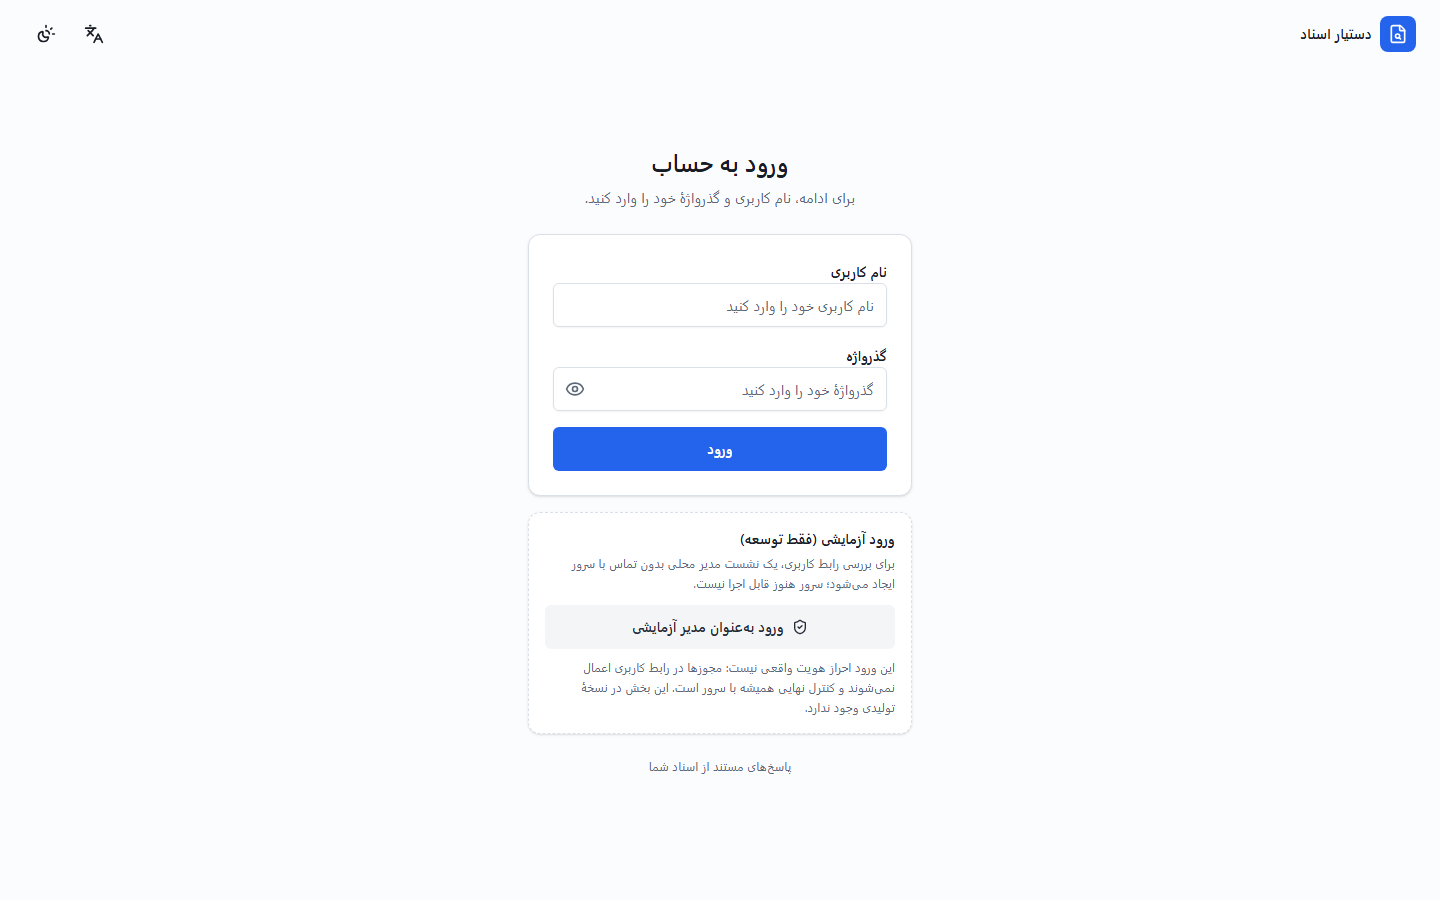 دستیار اسناد
ورود به حساب
برای ادامه، نام کاربری و گذرواژهٔ خود را وارد کنید.
نام کاربری
نام کاربری خود را وارد کنید
گذرواژه
گذرواژهٔ خود را وارد کنید
ورود
ورود آزمایشی (فقط توسعه)
برای بررسی رابط کاربری، یک نشست مدیر محلی بدون تماس با سرور
ایجاد می‌شود؛ سرور هنوز قابل اجرا نیست.
ورود به‌عنوان مدیر آزمایشی
این ورود احراز هویت واقعی نیست: مجوزها در رابط کاربری اعمال
نمی‌شوند و کنترل نهایی همیشه با سرور است. این بخش در نسخهٔ
تولیدی وجود ندارد.
پاسخ‌های مستند از اسناد شما